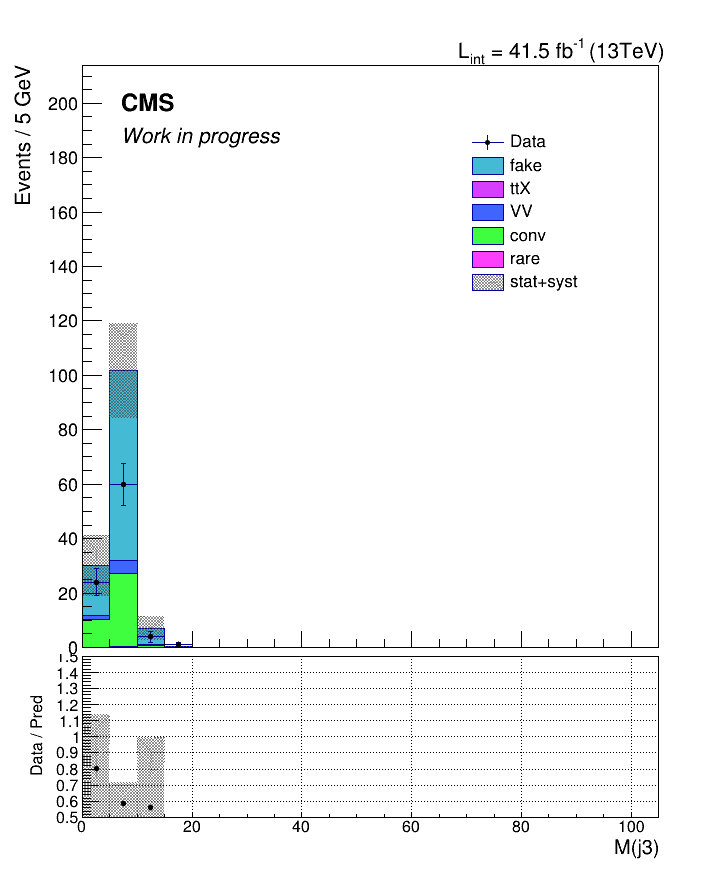 L_int = 41.5 fb^-1 (13TeV)
Events / 5 GeV
CMS
Work in progress
Data
fake
ttX
VV
conv
rare
stat+syst
200
180
160
140
120
100
80
60
40
20
0
Data / Pred
1.5
1.4
1.3
1.2
1.1
1
0.9
0.8
0.7
0.6
0.5
0 20 40 60 80 100
M(j3)